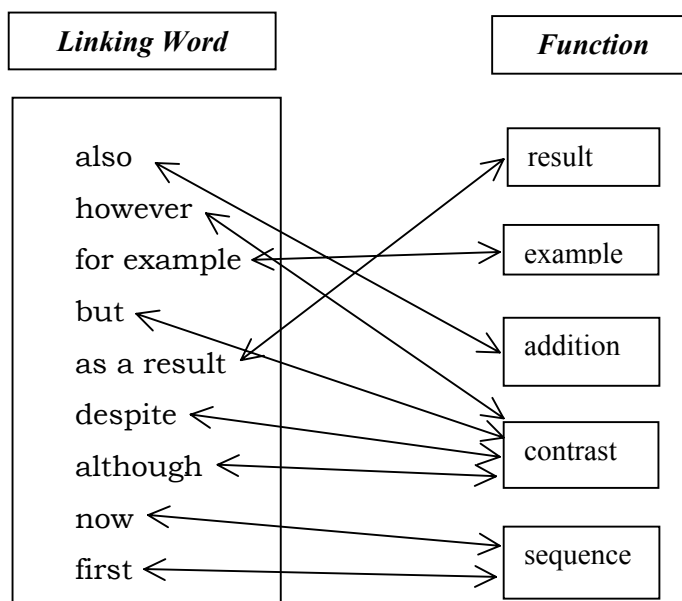 Linking Word
Function
also
however
for example
but
as a result
despite
although
now
first
result
example
addition
contrast
sequence